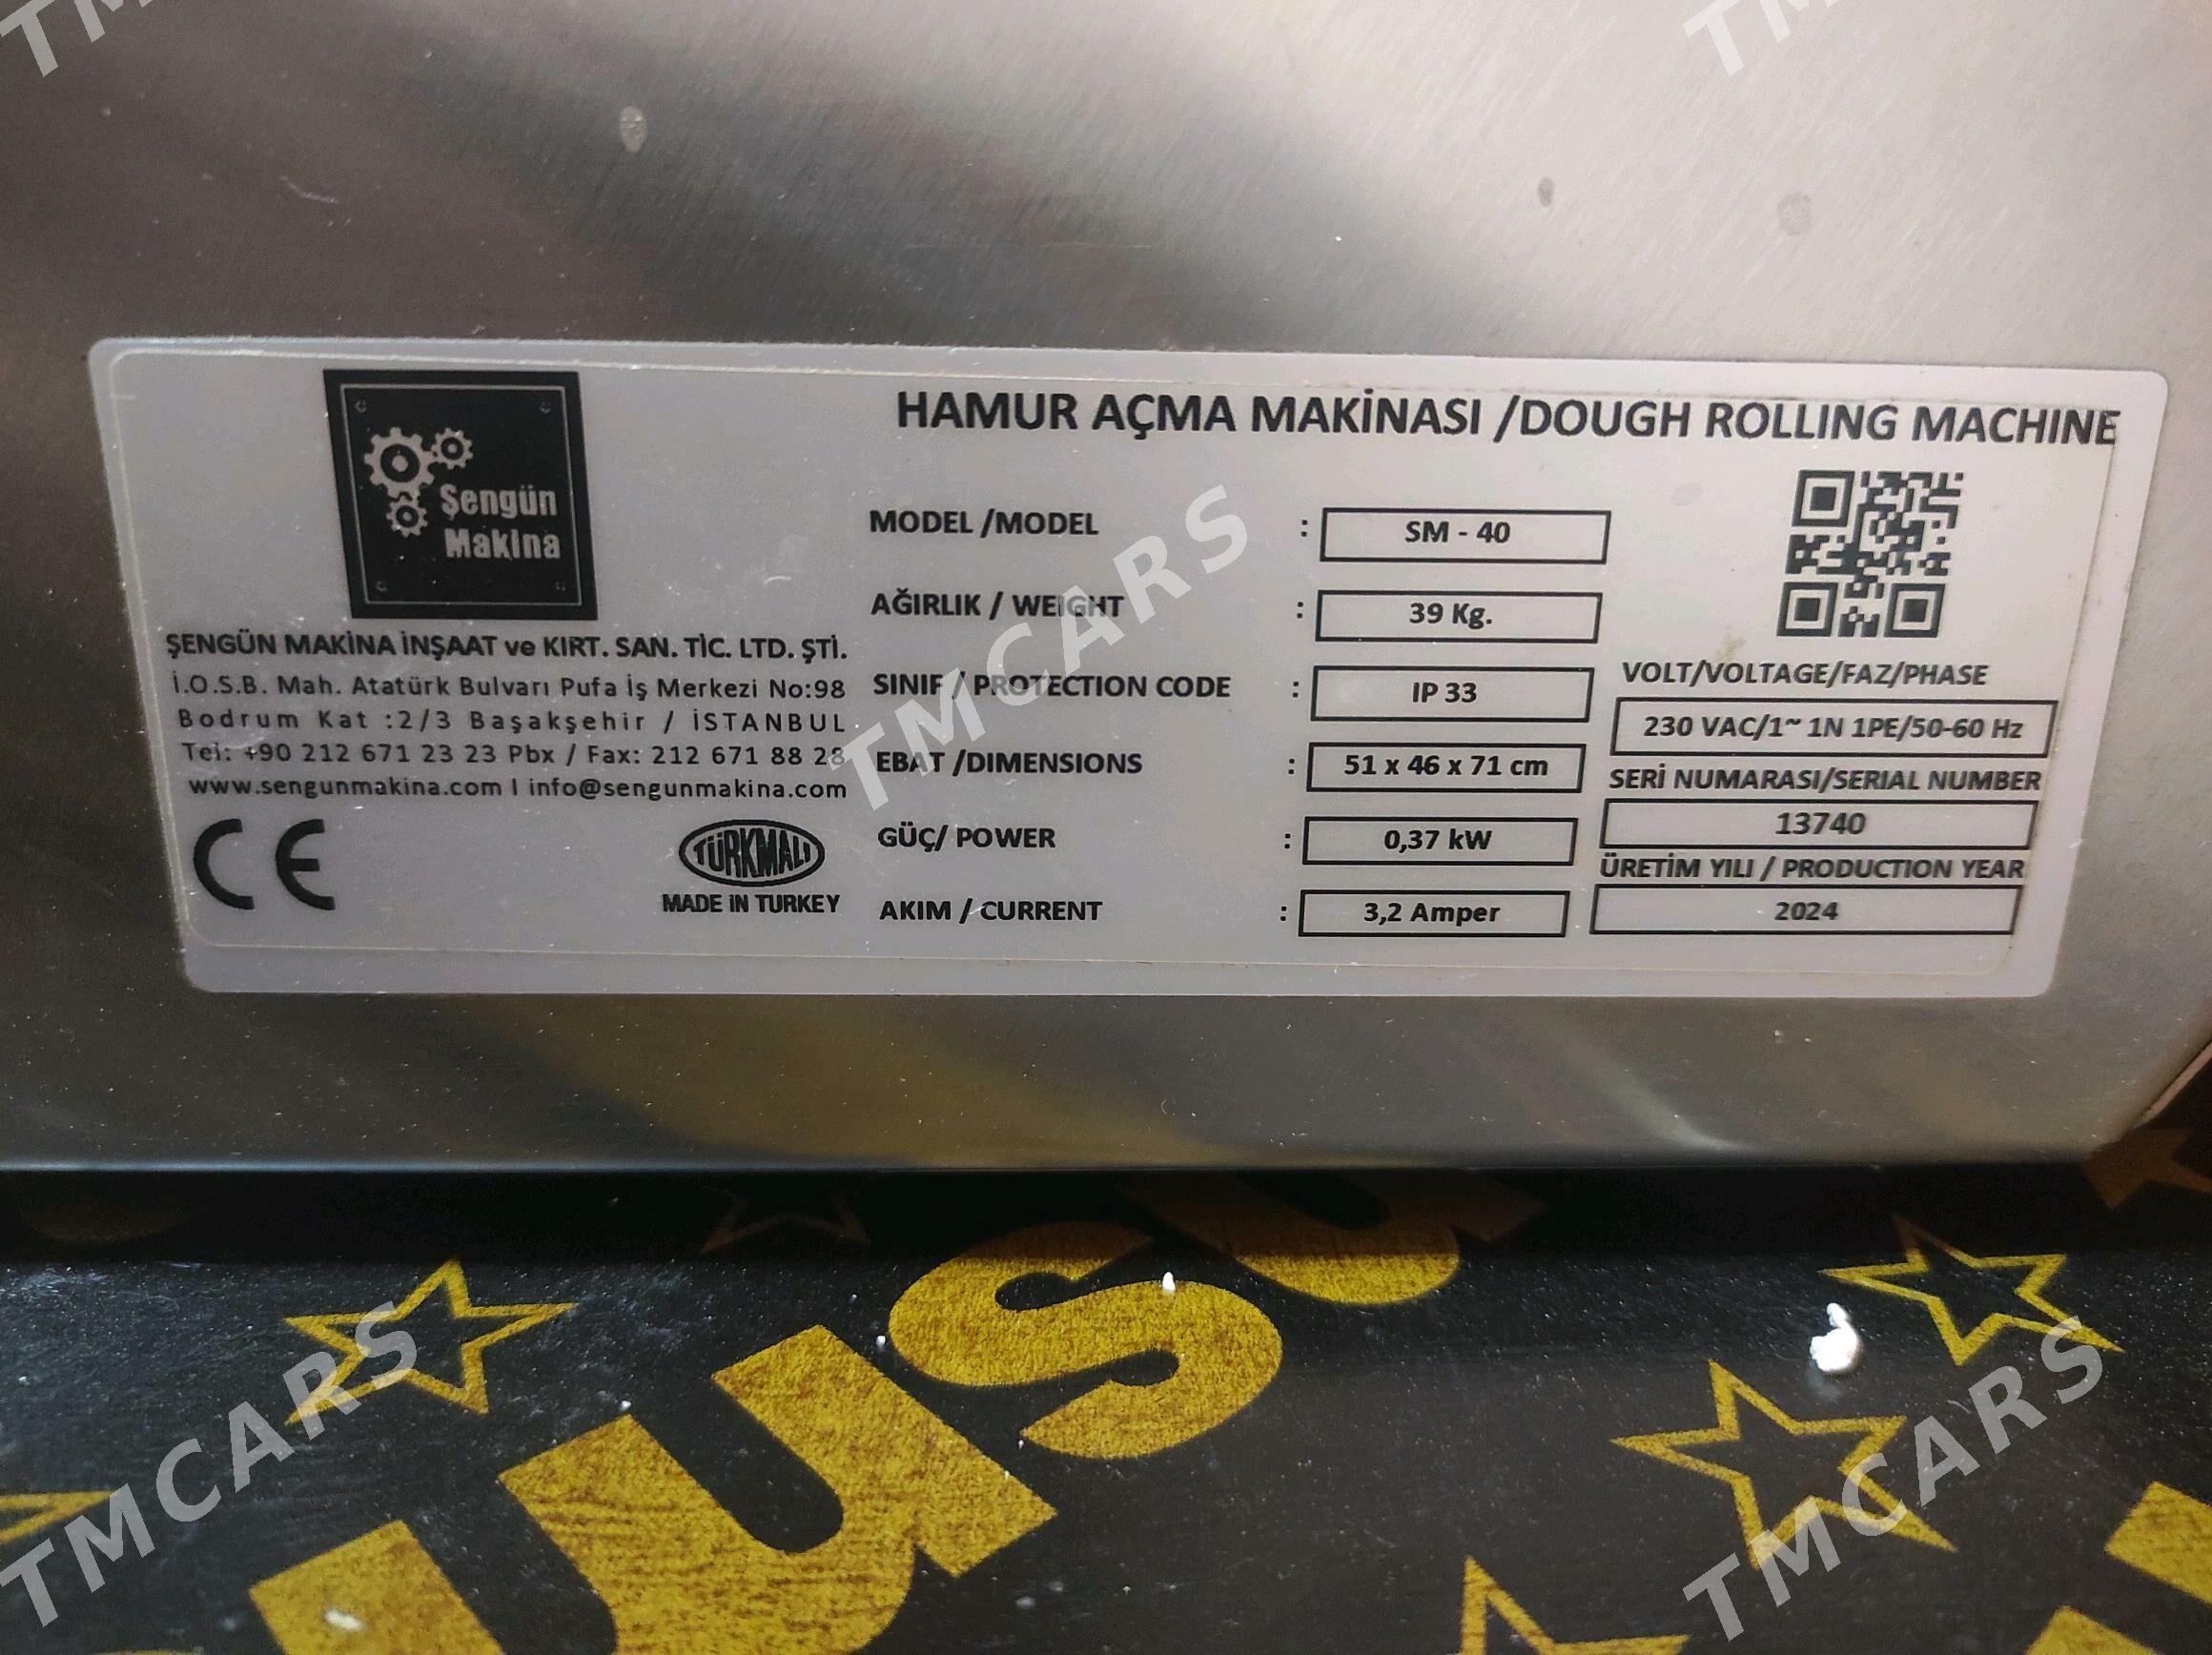 Şengün
Makina
ŞENGÜN MAKİNA İNŞAAT ve KIRT. SAN. TİC. LTD. ŞTİ.
İ.O.S.B. Mah. Atatürk Bulvarı Pufa İş Merkezi No:98
Bodrum Kat :2/3 Başakşehir / İSTANBUL
Tel: +90 212 671 23 23 Pbx / Fax: 212 671 88 28
www.sengunmakina.com I info@sengunmakina.com
CE
TÜRKMALI
MADE İN TURKEY
HAMUR AÇMA MAKİNASI /DOUGH ROLLING MACHINE
MODEL /MODEL : SM - 40
AĞIRLIK / WEIGHT : 39 Kg.
SINIF / PROTECTION CODE : IP 33
EBAT /DIMENSIONS : 51 x 46 x 71 cm
GÜÇ/ POWER : 0,37 kW
AKIM / CURRENT : 3,2 Amper
VOLT/VOLTAGE/FAZ/PHASE
230 VAC/1~ 1N 1PE/50-60 Hz
SERİ NUMARASI/SERIAL NUMBER
13740
ÜRETİM YILI / PRODUCTION YEAR
2024
TMCARS
TMCARS
TMCARS